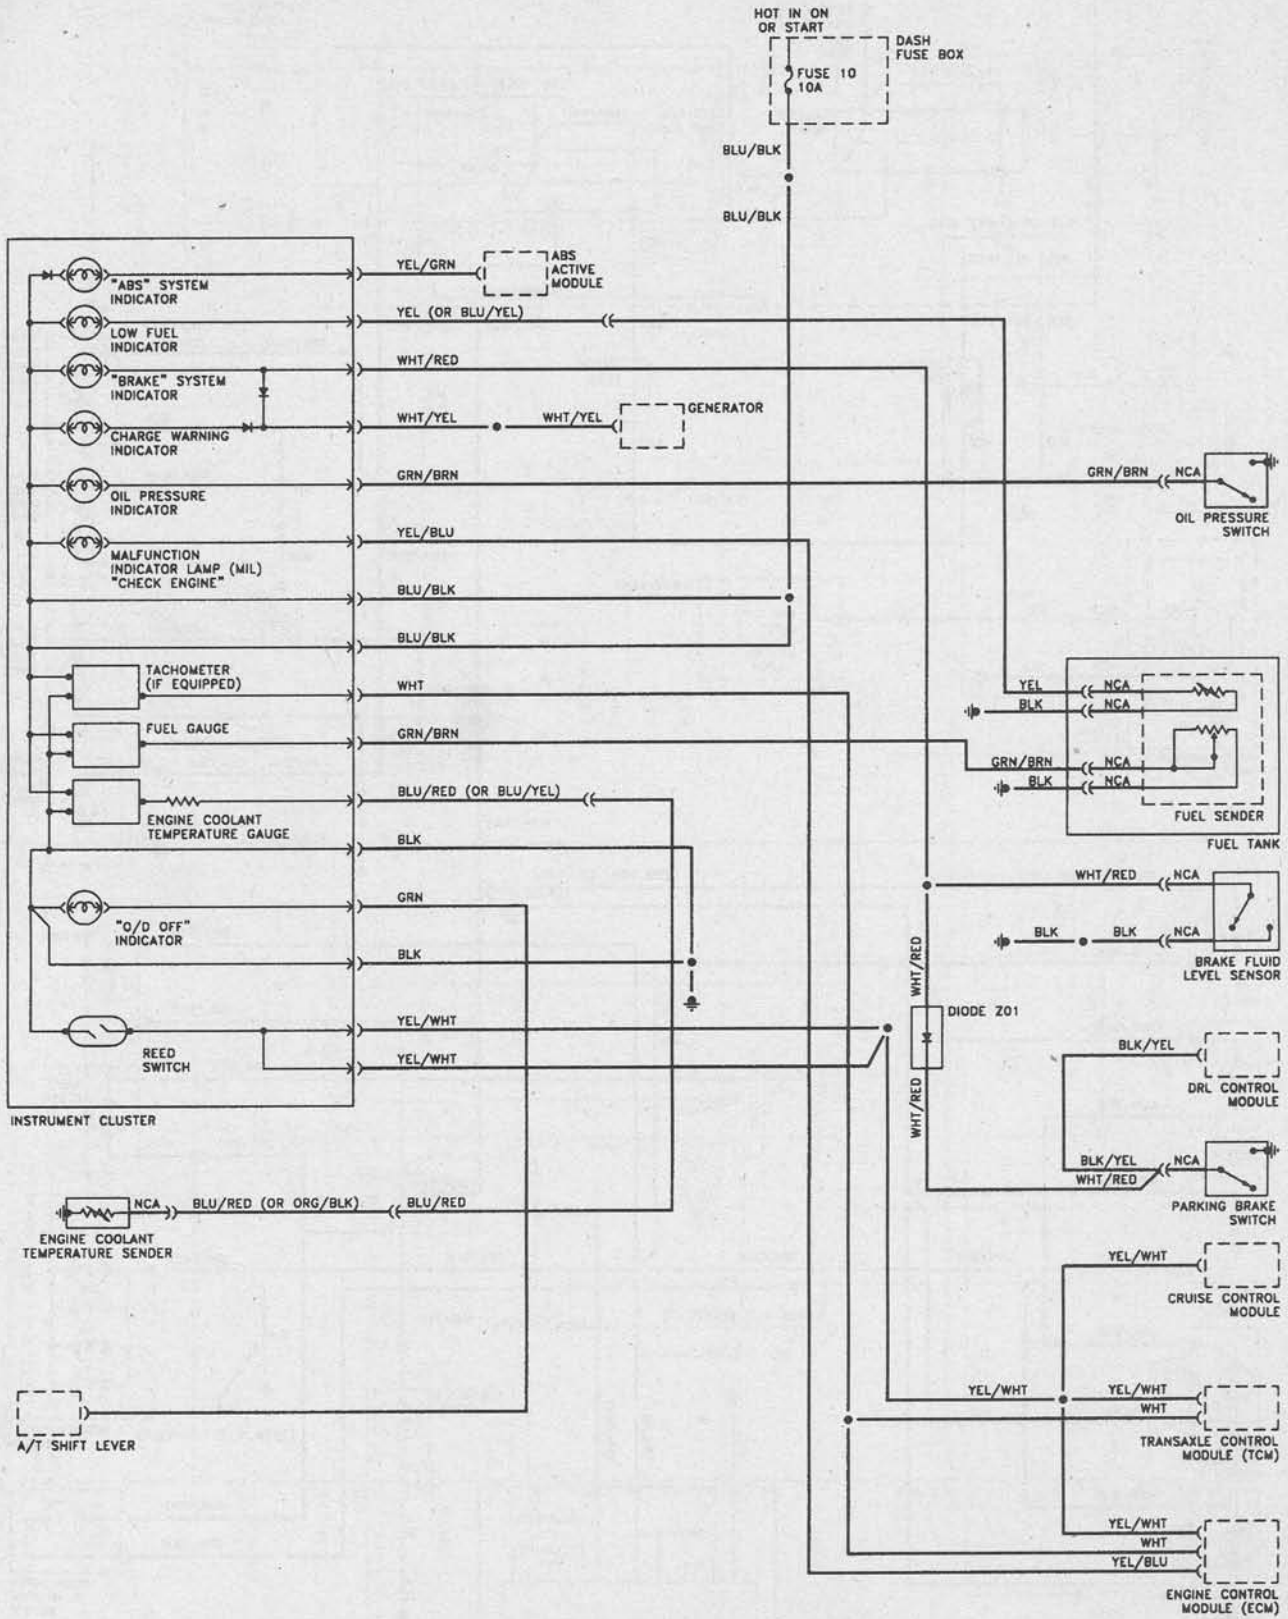 HOT IN ON
OR START
DASH
FUSE BOX
FUSE 10
10A
BLU/BLK
BLU/BLK
"ABS" SYSTEM
INDICATOR
YEL/GRN
ABS
ACTIVE
MODULE
LOW FUEL
INDICATOR
YEL (OR BLU/YEL)
"BRAKE" SYSTEM
INDICATOR
WHT/RED
CHARGE WARNING
INDICATOR
WHT/YEL
WHT/YEL
GENERATOR
OIL PRESSURE
INDICATOR
GRN/BRN
GRN/BRN
NCA
OIL PRESSURE
SWITCH
MALFUNCTION
INDICATOR LAMP (MIL)
"CHECK ENGINE"
YEL/BLU
BLU/BLK
BLU/BLK
TACHOMETER
(IF EQUIPPED)
WHT
FUEL GAUGE
GRN/BRN
YEL
NCA
BLK
NCA
GRN/BRN
NCA
BLK
NCA
FUEL SENDER
FUEL TANK
ENGINE COOLANT
TEMPERATURE GAUGE
BLU/RED (OR BLU/YEL)
BLK
WHT/RED
NCA
"O/D OFF"
INDICATOR
GRN
BLK
BLK
BLK
NCA
BRAKE FLUID
LEVEL SENSOR
WHT/RED
DIODE Z01
WHT/RED
REED
SWITCH
YEL/WHT
YEL/WHT
INSTRUMENT CLUSTER
BLK/YEL
DRL CONTROL
MODULE
BLK/YEL
WHT/RED
NCA
PARKING BRAKE
SWITCH
NCA
BLU/RED (OR ORG/BLK)
BLU/RED
ENGINE COOLANT
TEMPERATURE SENDER
YEL/WHT
CRUISE CONTROL
MODULE
A/T SHIFT LEVER
YEL/WHT
YEL/WHT
WHT
TRANSAXLE CONTROL
MODULE (TCM)
YEL/WHT
WHT
YEL/BLU
ENGINE CONTROL
MODULE (ECM)